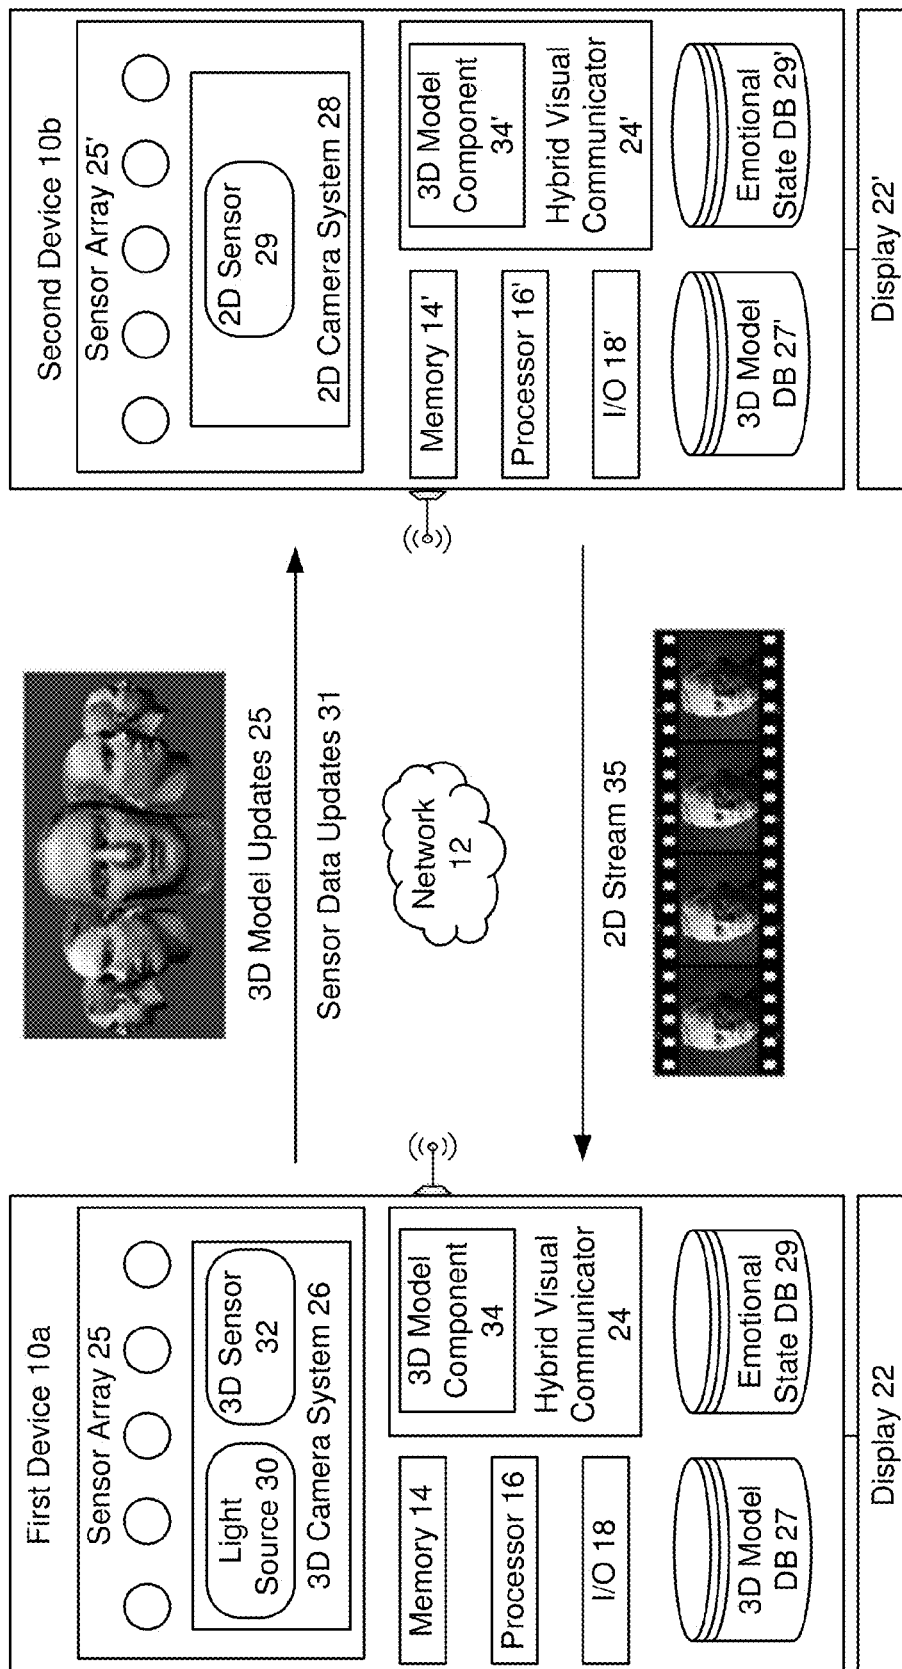 First Device 10a
Sensor Array 25
Light
Source 30
3D Sensor
32
3D Camera System 26
Memory 14
Processor 16
I/O 18
3D Model
Component
34
Hybrid Visual
Communicator
24
3D Model
DB 27
Emotional
State DB 29
Display 22
3D Model Updates 25
Sensor Data Updates 31
Network
12
2D Stream 35
Second Device 10b
Sensor Array 25'
2D Sensor
29
2D Camera System 28
Memory 14'
Processor 16'
I/O 18'
3D Model
Component
34'
Hybrid Visual
Communicator
24'
3D Model
DB 27'
Emotional
State DB 29'
Display 22'